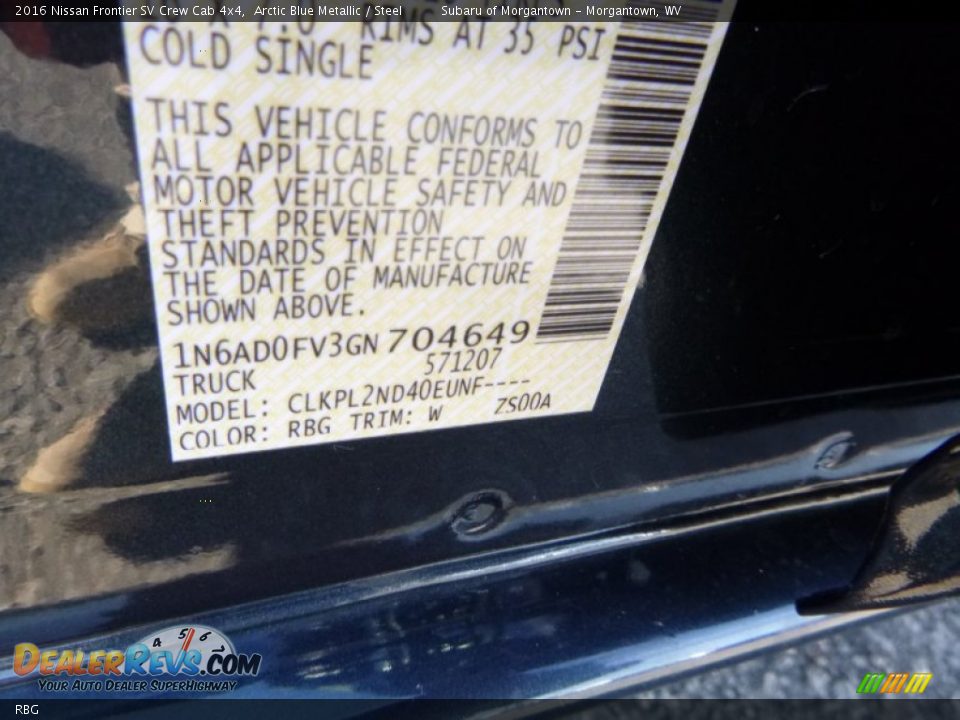 2016 Nissan Frontier SV Crew Cab 4x4, Arctic Blue Metallic / Steel Subaru of Morgantown - Morgantown, WV
RIMS AT 35 PSI
COLD SINGLE
THIS VEHICLE CONFORMS TO
ALL APPLICABLE FEDERAL
MOTOR VEHICLE SAFETY AND
THEFT PREVENTION
STANDARDS IN EFFECT ON
THE DATE OF MANUFACTURE
SHOWN ABOVE.
1N6AD0FV3GN704649
571207
TRUCK
MODEL: CLKPL2ND40EUNF----
COLOR: RBG TRIM: W ZS00A
4 5 6
DEALERREVS.COM
YOUR AUTO DEALER SUPERHIGHWAY
RBG